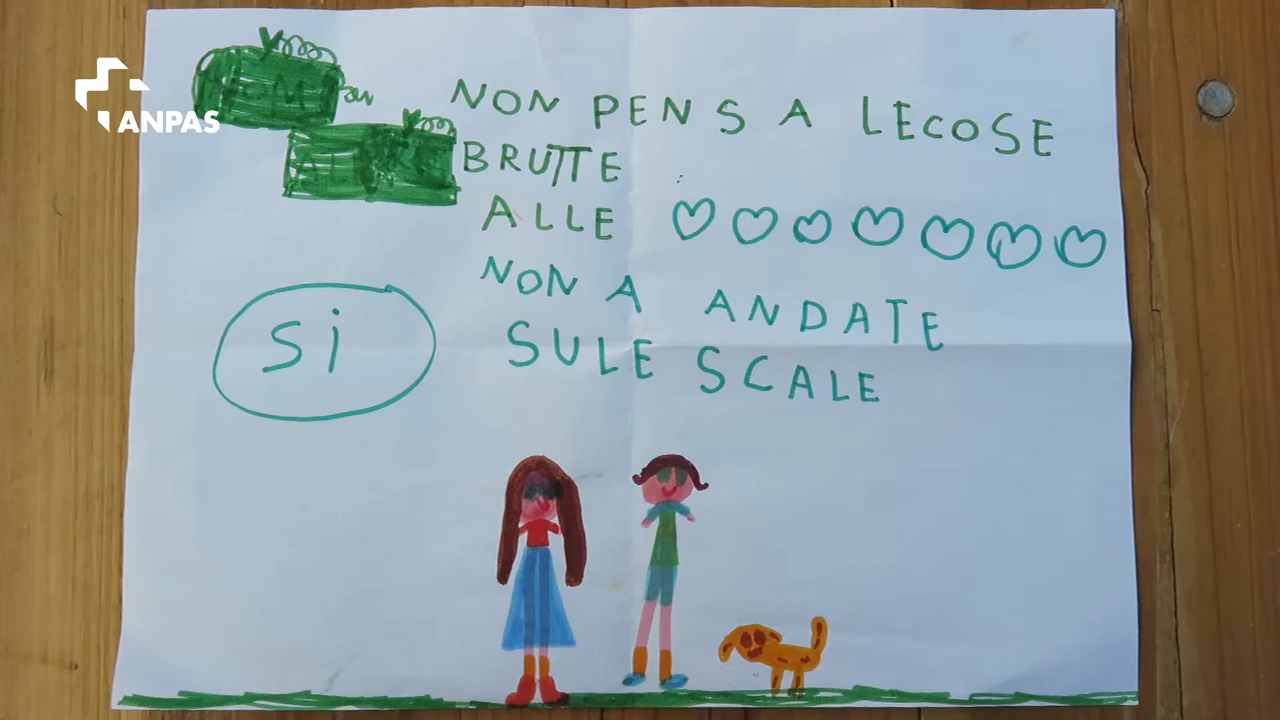 ANPAS
NON PENS A LECOSE
BRUTTE
ALLE
NON A ANDATE
SULE SCALE
Si